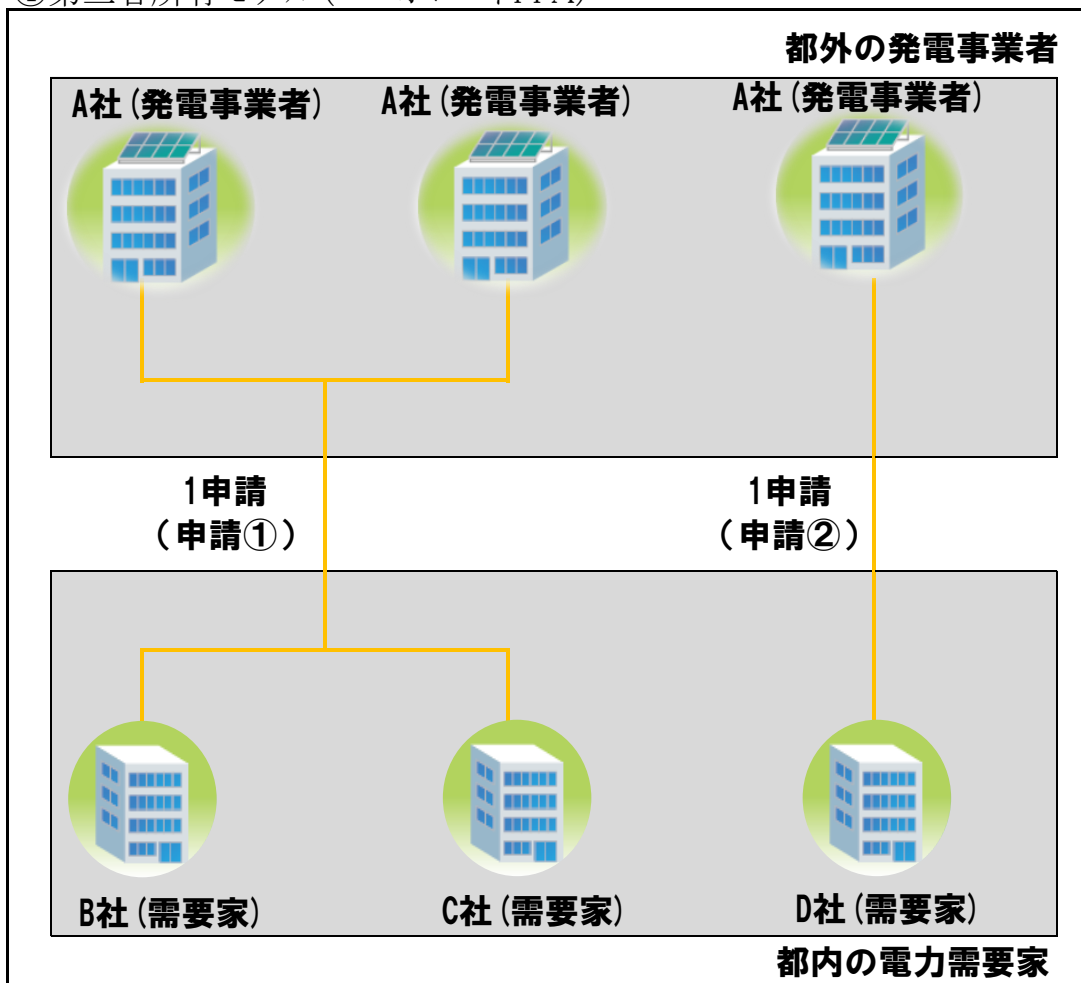 都外の発電事業者
A社(発電事業者) A社(発電事業者) A社(発電事業者)
1申請 1申請
(申請①) (申請②)
B社(需要家) C社(需要家) D社(需要家)
都内の電力需要家